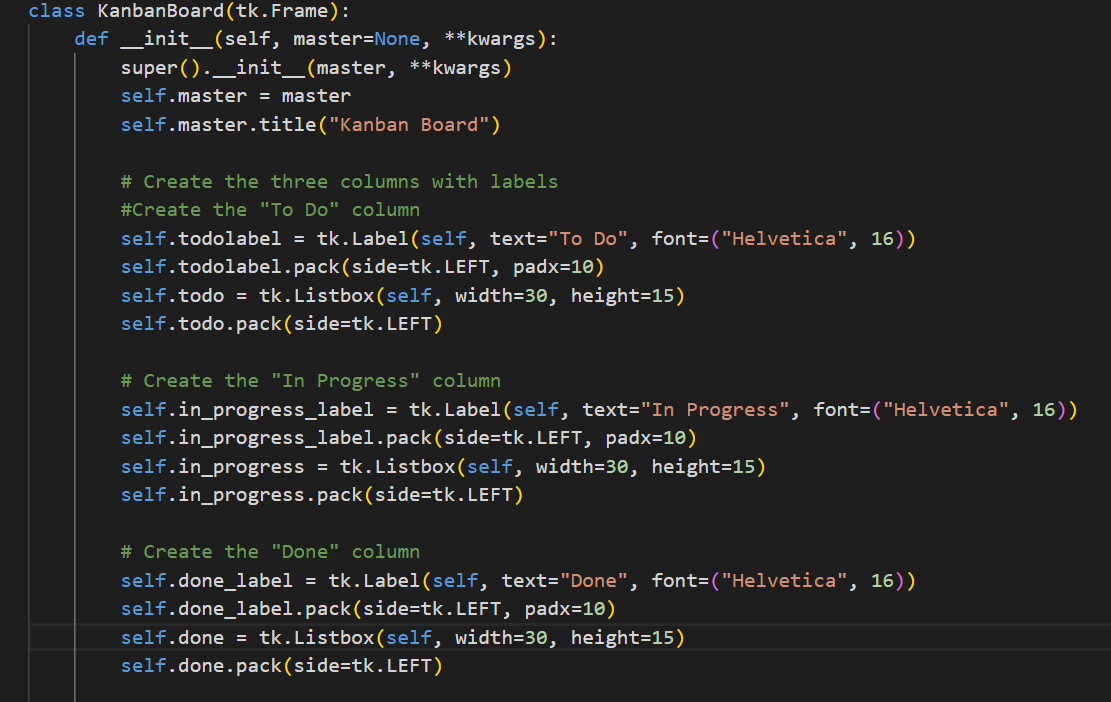 class KanbanBoard(tk.Frame):
    def __init__(self, master=None, **kwargs):
        super().__init__(master, **kwargs)
        self.master = master
        self.master.title("Kanban Board")

        # Create the three columns with labels
        #Create the "To Do" column
        self.todolabel = tk.Label(self, text="To Do", font=("Helvetica", 16))
        self.todolabel.pack(side=tk.LEFT, padx=10)
        self.todo = tk.Listbox(self, width=30, height=15)
        self.todo.pack(side=tk.LEFT)

        # Create the "In Progress" column
        self.in_progress_label = tk.Label(self, text="In Progress", font=("Helvetica", 16))
        self.in_progress_label.pack(side=tk.LEFT, padx=10)
        self.in_progress = tk.Listbox(self, width=30, height=15)
        self.in_progress.pack(side=tk.LEFT)

        # Create the "Done" column
        self.done_label = tk.Label(self, text="Done", font=("Helvetica", 16))
        self.done_label.pack(side=tk.LEFT, padx=10)
        self.done = tk.Listbox(self, width=30, height=15)
        self.done.pack(side=tk.LEFT)